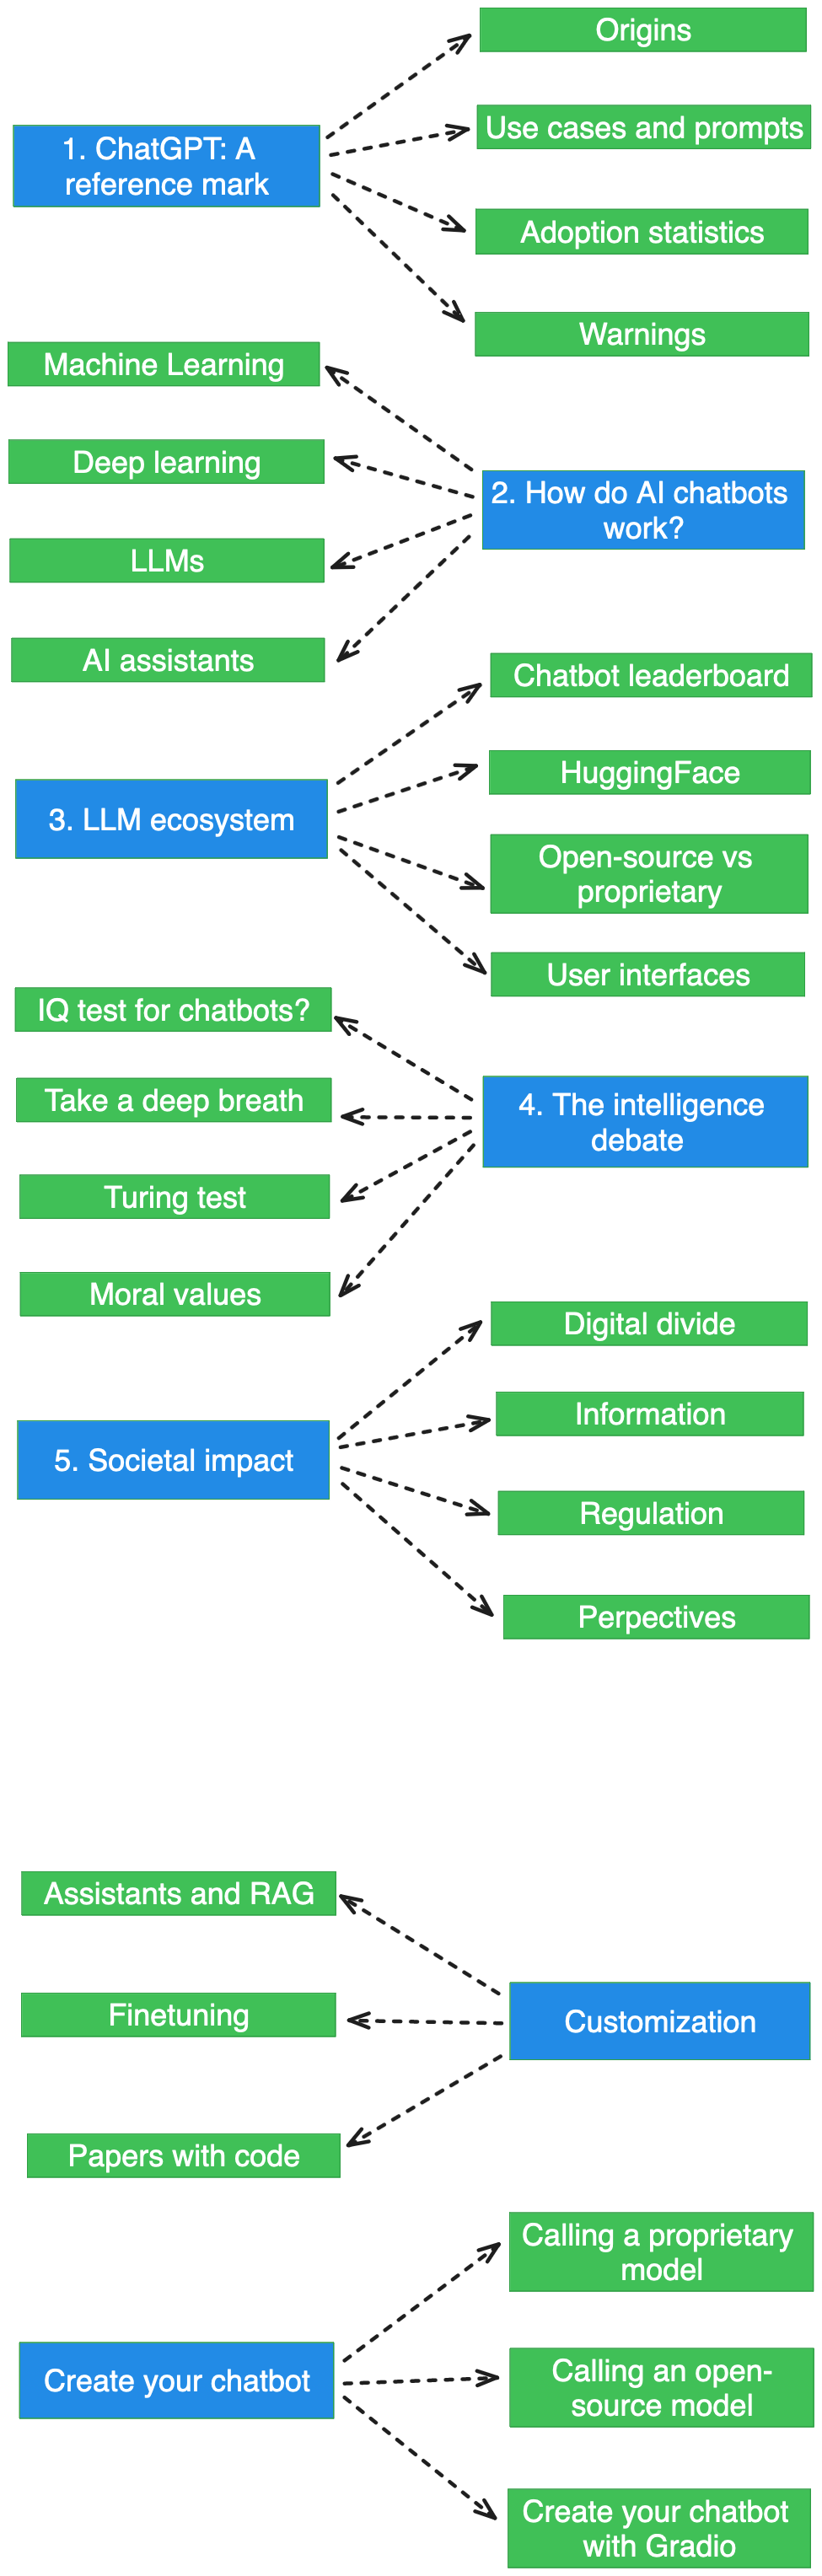 Origins
Use cases and prompts
1. ChatGPT: A
reference mark
Adoption statistics
Warnings
Machine Learning
Deep learning
2. How do AI chatbots
work?
LLMs
AI assistants
Chatbot leaderboard
HuggingFace
3. LLM ecosystem
Open-source vs
proprietary
User interfaces
IQ test for chatbots?
Take a deep breath
4. The intelligence
debate
Turing test
Moral values
Digital divide
Information
5. Societal impact
Regulation
Perpectives
Assistants and RAG
Finetuning
Customization
Papers with code
Calling a proprietary
model
Create your chatbot
Calling an open-
source model
Create your chatbot
with Gradio